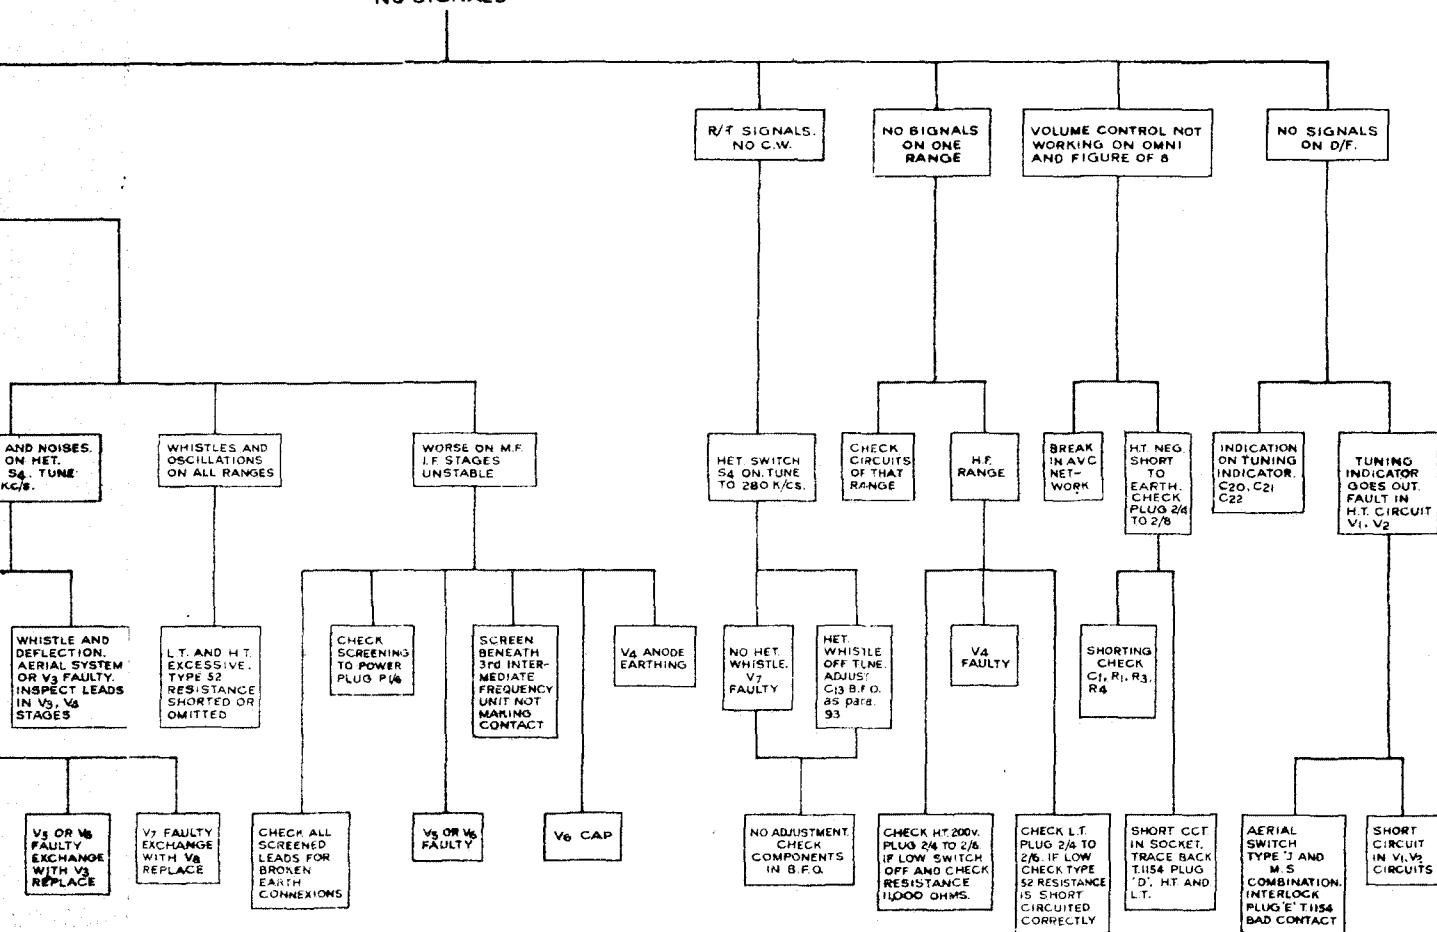 NO SIGNALS
R/T SIGNALS.
NO C.W.
NO SIGNALS
ON ONE
RANGE
VOLUME CONTROL NOT
WORKING ON OMNI
AND FIGURE OF 8
NO SIGNALS
ON D/F.
AND NOISES.
ON HET.
S4. TUNE
KC/S.
WHISTLES AND
OSCILLATIONS
ON ALL RANGES
WORSE ON M.F.
I.F STAGES
UNSTABLE
HET. SWITCH
S4 ON. TUNE
TO 280 K/CS.
CHECK
CIRCUITS
OF THAT
RANGE
H.F.
RANGE
BREAK
IN AVC
NET-
WORK
H.T. NEG.
SHORT
TO
EARTH.
CHECK
PLUG 2/4
TO 2/8
INDICATION
ON TUNING
INDICATOR.
C20, C21
C22
TUNING
INDICATOR
GOES OUT.
FAULT IN
H.T. CIRCUIT
V1, V2
WHISTLE AND
DEFLECTION.
AERIAL SYSTEM
OR V3 FAULTY.
INSPECT LEADS
IN V3, V4
STAGES
L.T. AND H.T.
EXCESSIVE.
TYPE 52
RESISTANCE
SHORTED OR
OMITTED
CHECK
SCREENING
TO POWER
PLUG P1/6
SCREEN
BENEATH
3rd INTER-
MEDIATE
FREQUENCY
UNIT NOT
MAKING
CONTACT
V4 ANODE
EARTHING
NO HET.
WHISTLE.
V7
FAULTY
HET.
WHISTLE
OFF TUNE.
ADJUST
C13 B.F.O.
as para.
93
V4
FAULTY
SHORTING
CHECK
C1, R1, R3,
R4
V5 OR V6
FAULTY
EXCHANGE
WITH V3
REPLACE
V7 FAULTY
EXCHANGE
WITH V8
REPLACE
CHECK ALL
SCREENED
LEADS FOR
BROKEN
EARTH
CONNEXIONS
V5 OR V6
FAULTY
V6 CAP
NO ADJUSTMENT.
CHECK
COMPONENTS
IN B.F.O.
CHECK H.T. 200V.
PLUG 2/4 TO 2/6.
IF LOW SWITCH
OFF AND CHECK
RESISTANCE
11,000 OHMS.
CHECK L.T.
PLUG 2/4 TO
2/6. IF LOW
CHECK TYPE
52 RESISTANCE
IS SHORT
CIRCUITED
CORRECTLY
SHORT CCT
IN SOCKET.
TRACE BACK
T.1154 PLUG
'D', H.T. AND
L.T.
AERIAL
SWITCH
TYPE 'J' AND
M.S
COMBINATION.
INTERLOCK
PLUG 'E' T.1154
BAD CONTACT
SHORT
CIRCUIT
IN V1, V2
CIRCUITS